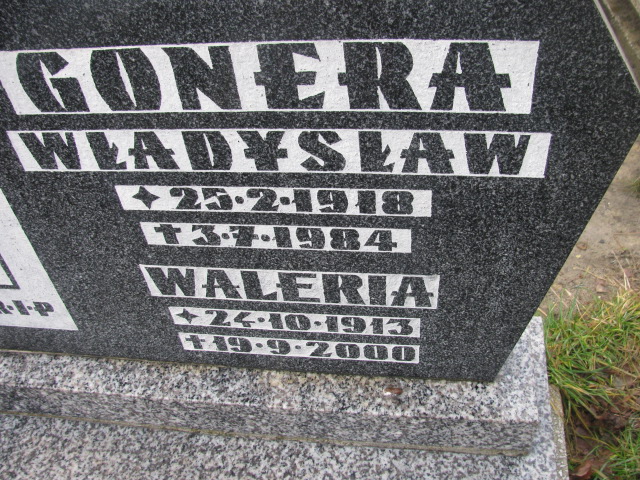 GONERA
WŁADYSŁAW
✦ 25·2·1918
† 3·7·1984
WALERIA
✦ 24·10·1913
† 19·9·2000
R·I·P